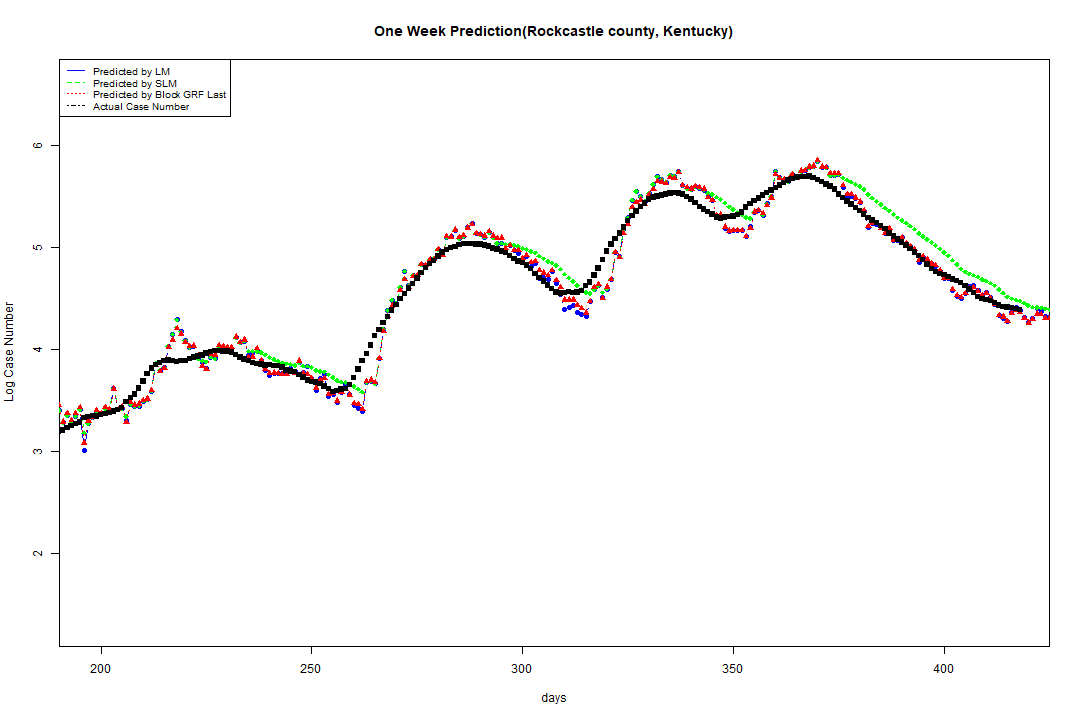 One Week Prediction(Rockcastle county, Kentucky)
Predicted by LM
Predicted by SLM
Predicted by Block GRF Last
Actual Case Number
Log Case Number
6
5
4
3
2
200 250 300 350 400
days